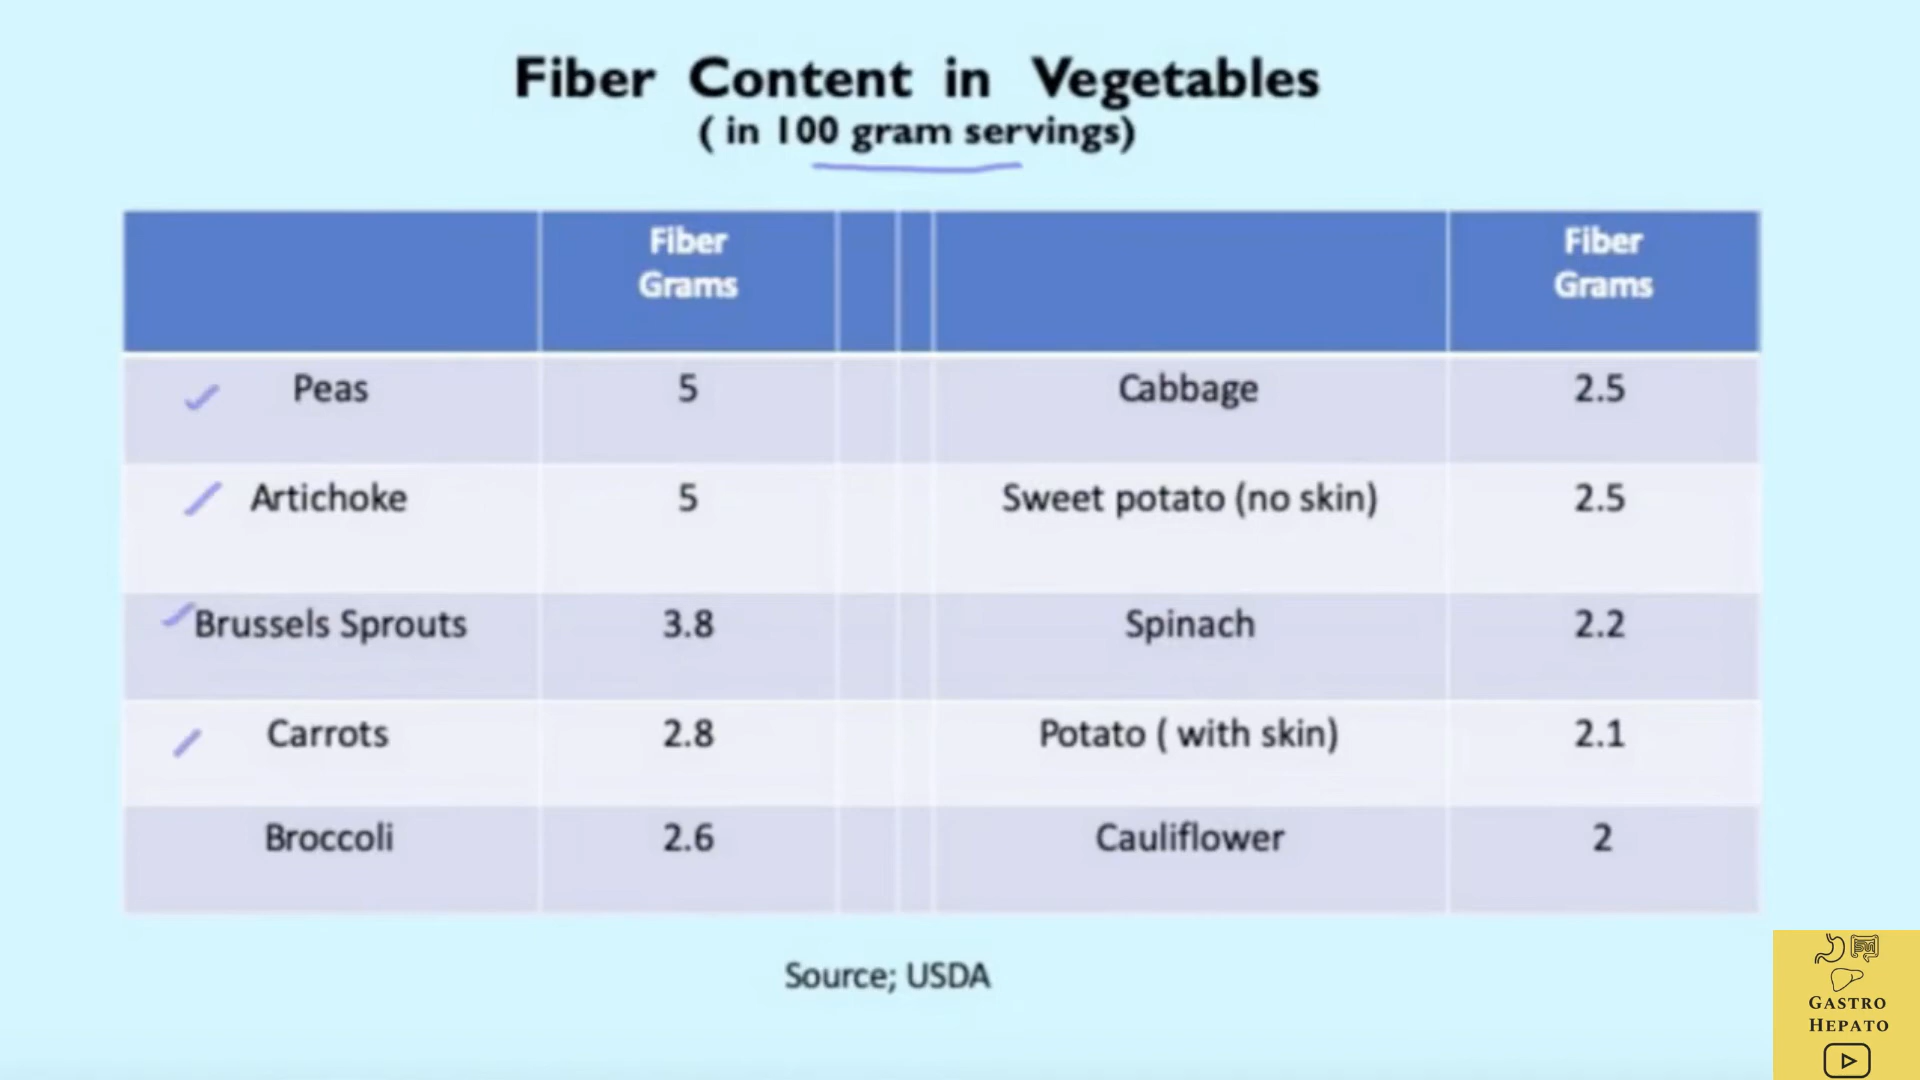 Fiber Content in Vegetables
( in 100 gram servings)
Fiber Grams Fiber Grams
Peas 5 Cabbage 2.5
Artichoke 5 Sweet potato (no skin) 2.5
Brussels Sprouts 3.8 Spinach 2.2
Carrots 2.8 Potato ( with skin) 2.1
Broccoli 2.6 Cauliflower 2
Source; USDA
GASTRO
HEPATO